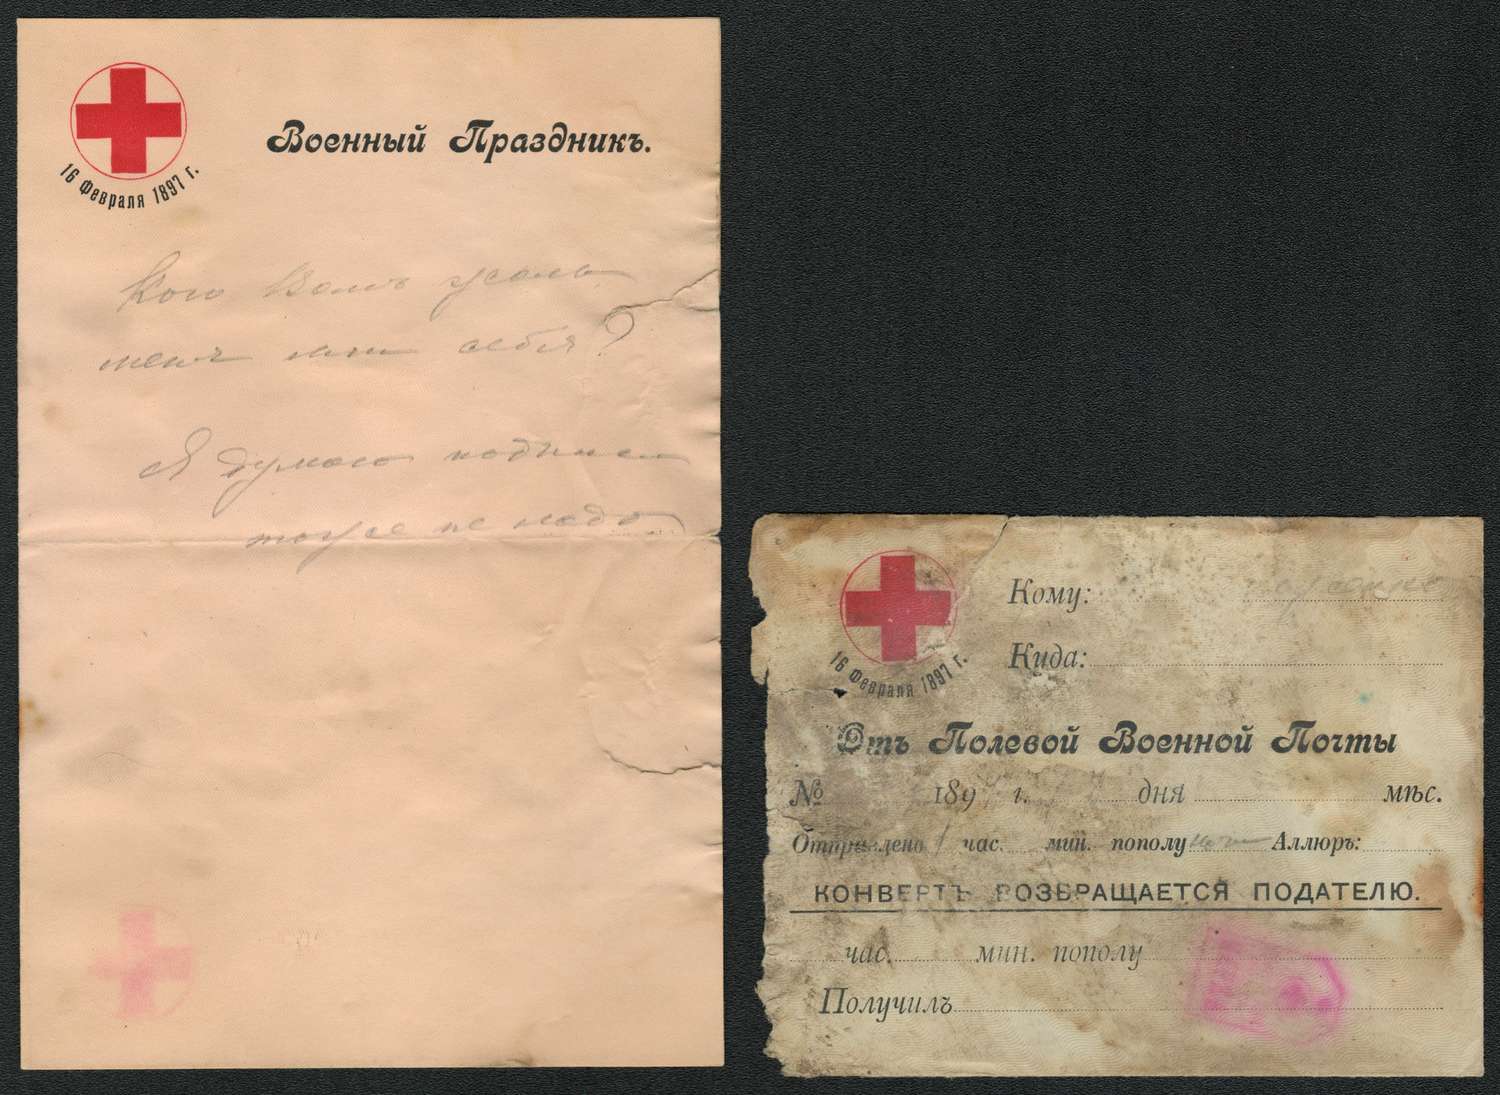 16 Февраля 1897 г.
Военный Праздникъ.
Кого Вамъ жаль
меня или себя?
Я думаю
тоже не надо
16 Февраля 1897 г.
Кому:
Куда:
Отъ Полевой Военной Почты
№ 189 г. дня мѣс.
Отправлено час. мин. пополу Аллюръ:
КОНВЕРТЪ ВОЗВРАЩАЕТСЯ ПОДАТЕЛЮ.
час. мин. пополу
Получилъ